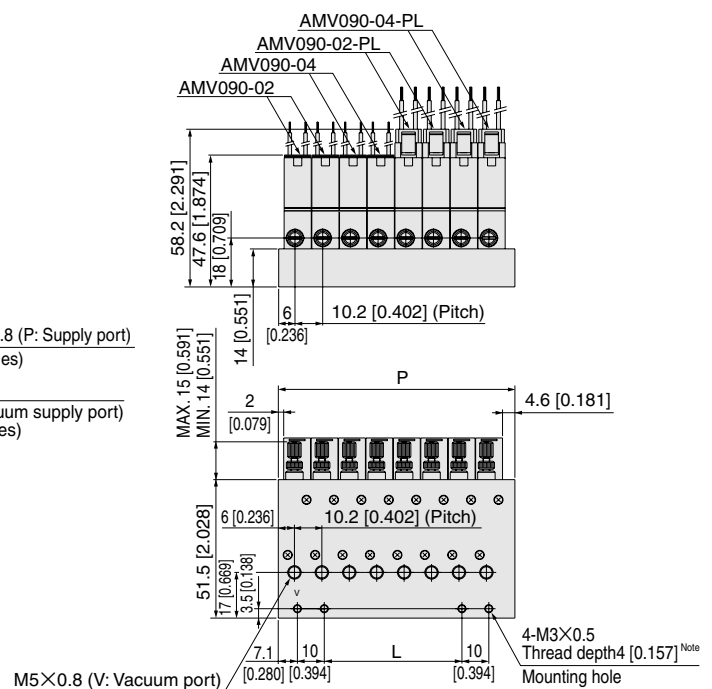 AMV090-04-PL
AMV090-02-PL
AMV090-04
AMV090-02
58.2 [2.291]
47.6 [1.874]
18 [0.709]
14 [0.551]
6
[0.236]
10.2 [0.402] (Pitch)
.8 (P: Supply port)
es)
uum supply port)
es)
MAX. 15 [0.591]
MIN. 14 [0.551]
P
2
[0.079]
4.6 [0.181]
6 [0.236]
10.2 [0.402] (Pitch)
51.5 [2.028]
17 [0.669]
3.5 [0.138]
V
7.1
[0.280]
10
[0.394]
L
10
[0.394]
4-M3×0.5
Thread depth4 [0.157] Note
Mounting hole
M5×0.8 (V: Vacuum port)